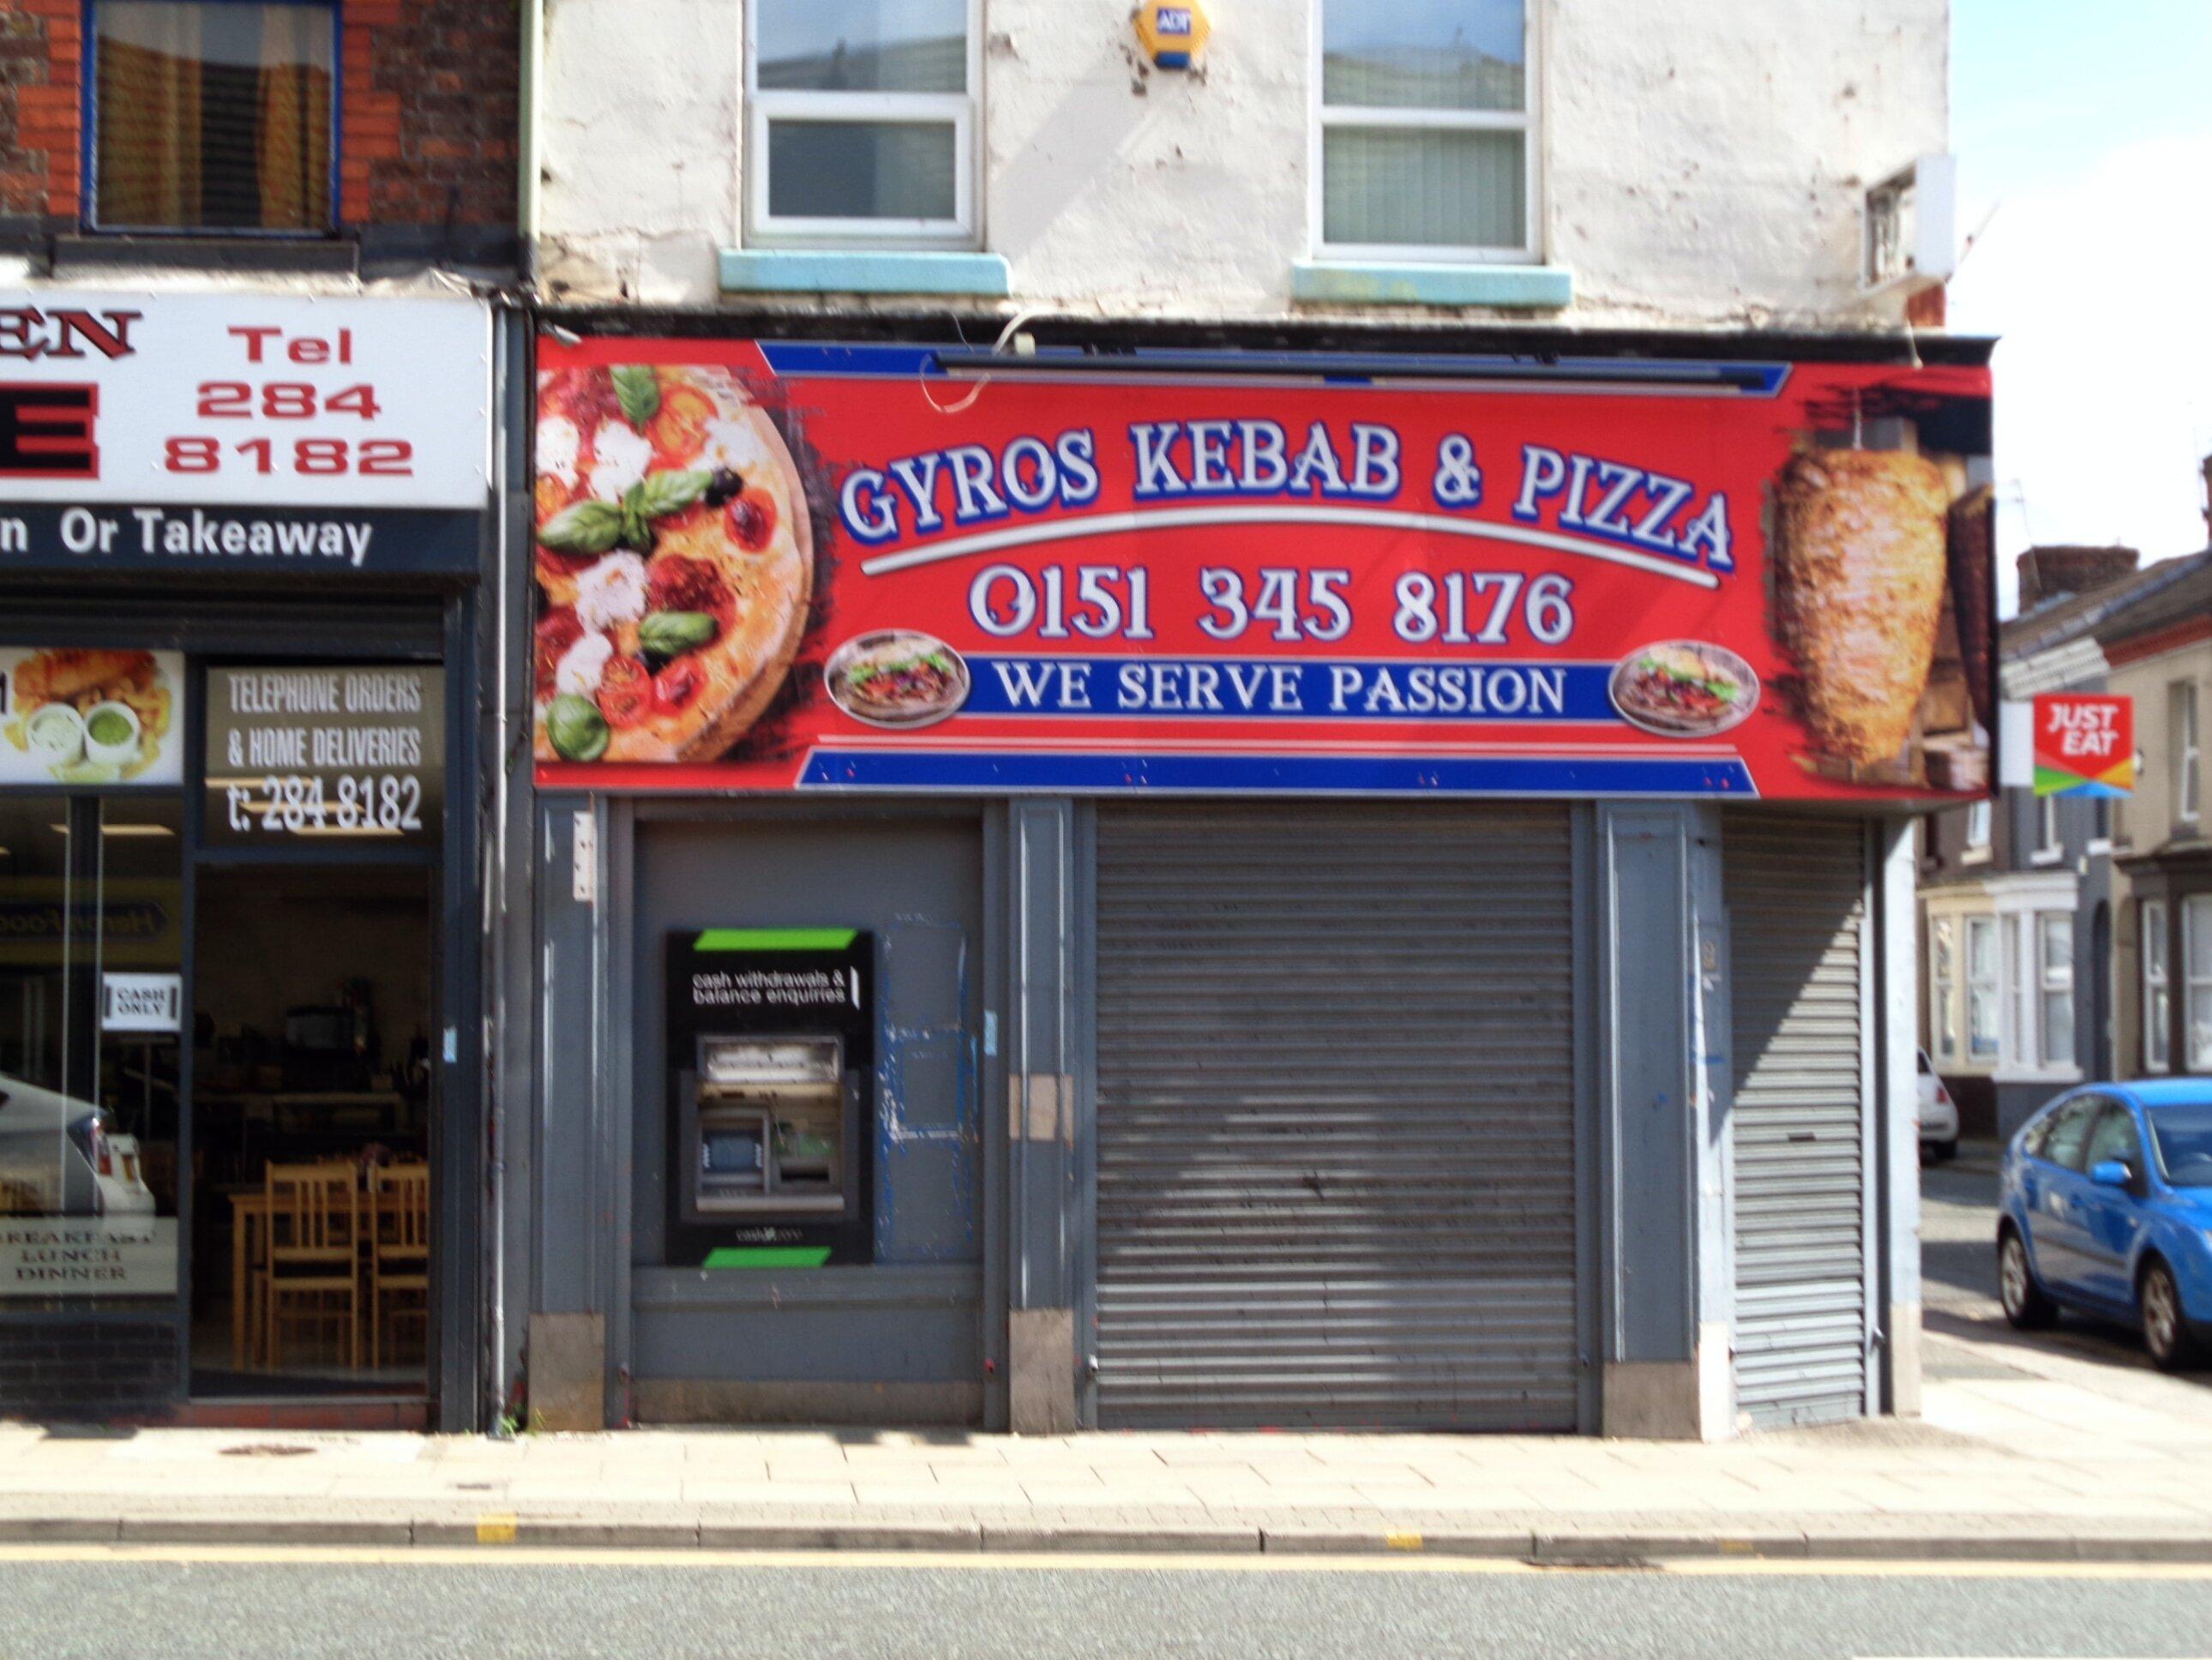 ADT
EN
E
Tel
284
8182
n Or Takeaway
TELEPHONE ORDERS
& HOME DELIVERIES
t: 284 8182
CASH
ONLY
BREAKFAST
LUNCH
DINNER
GYROS KEBAB & PIZZA
0151 345 8176
WE SERVE PASSION
cash withdrawals &
balance enquiries
JUST
EAT